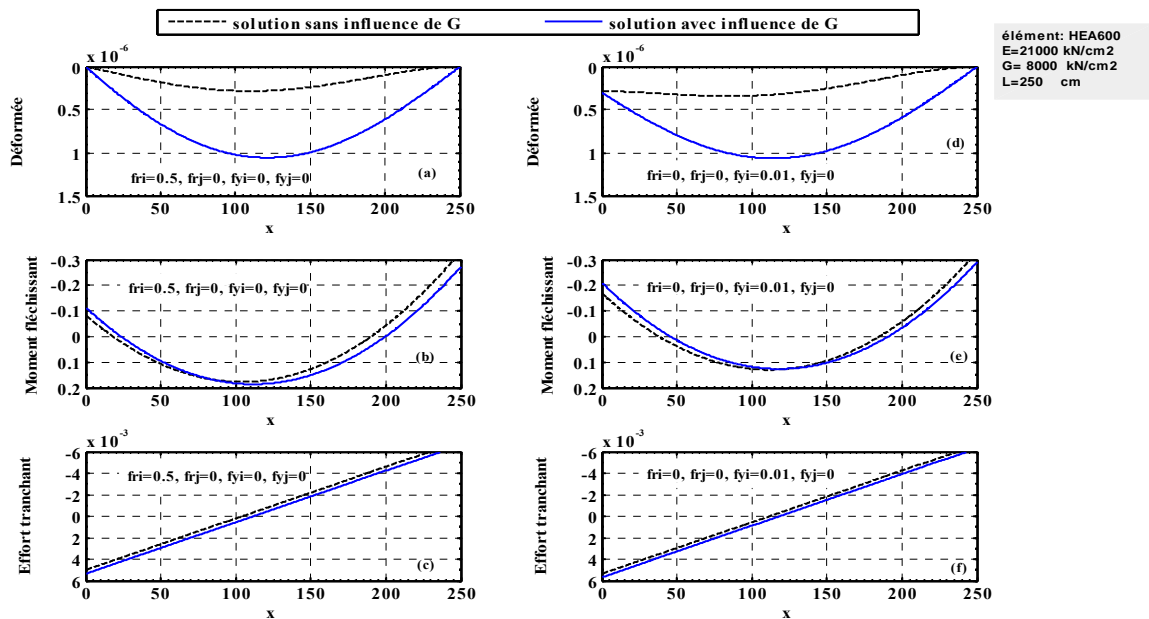 solution sans influence de G solution avec influence de G
élément: HEA600
E=21000 kN/cm2
G= 8000 kN/cm2
L=250 cm
x 10^-6
0
0.5
1
1.5
Déformée
fri=0.5, frj=0, fyi=0, fyj=0
(a)
0 50 100 150 200 250
x
x 10^-6
0
0.5
1
1.5
Déformée
fri=0, frj=0, fyi=0.01, fyj=0
(d)
0 50 100 150 200 250
x
-0.3
-0.2
-0.1
0
0.1
0.2
Moment fléchissant
fri=0.5, frj=0, fyi=0, fyj=0
(b)
0 50 100 150 200 250
x
-0.3
-0.2
-0.1
0
0.1
0.2
Moment fléchissant
fri=0, frj=0, fyi=0.01, fyj=0
(e)
0 50 100 150 200 250
x
x 10^-3
-6
-4
-2
0
2
4
6
Effort tranchant
fri=0.5, frj=0, fyi=0, fyj=0
(c)
0 50 100 150 200 250
x
x 10^-3
-6
-4
-2
0
2
4
6
Effort tranchant
fri=0, frj=0, fyi=0.01, fyj=0
(f)
0 50 100 150 200 250
x